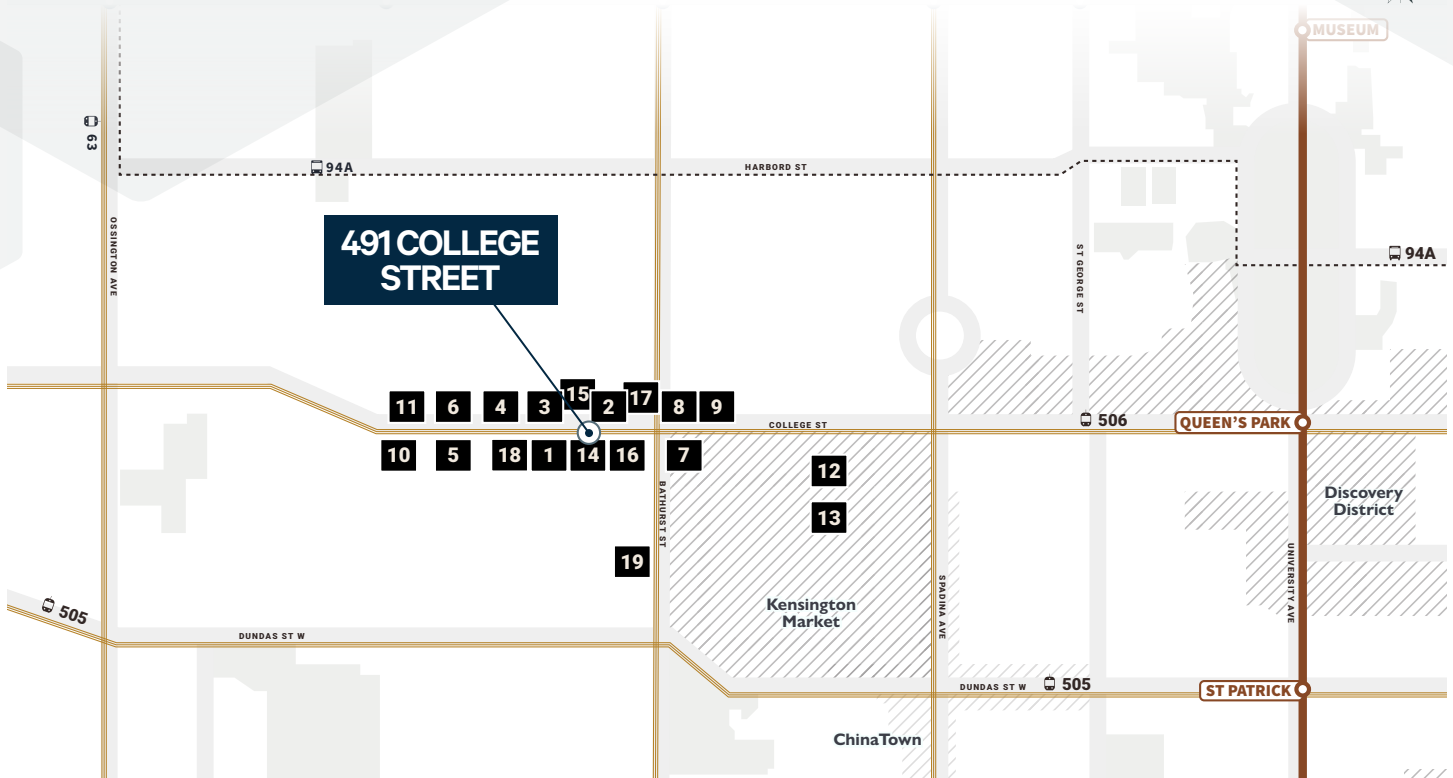 MUSEUM
63
94A
HARBORD ST
OSSINGTON AVE
491 COLLEGE
STREET
ST GEORGE ST
94A
15
17
11
6
4
3
2
8
9
COLLEGE ST
506
QUEEN'S PARK
10
5
18
1
14
16
7
12
13
BATHURST ST
19
Discovery
District
Kensington
Market
SPADINA AVE
UNIVERSITY AVE
505
DUNDAS ST W
DUNDAS ST W
505
ST PATRICK
ChinaTown